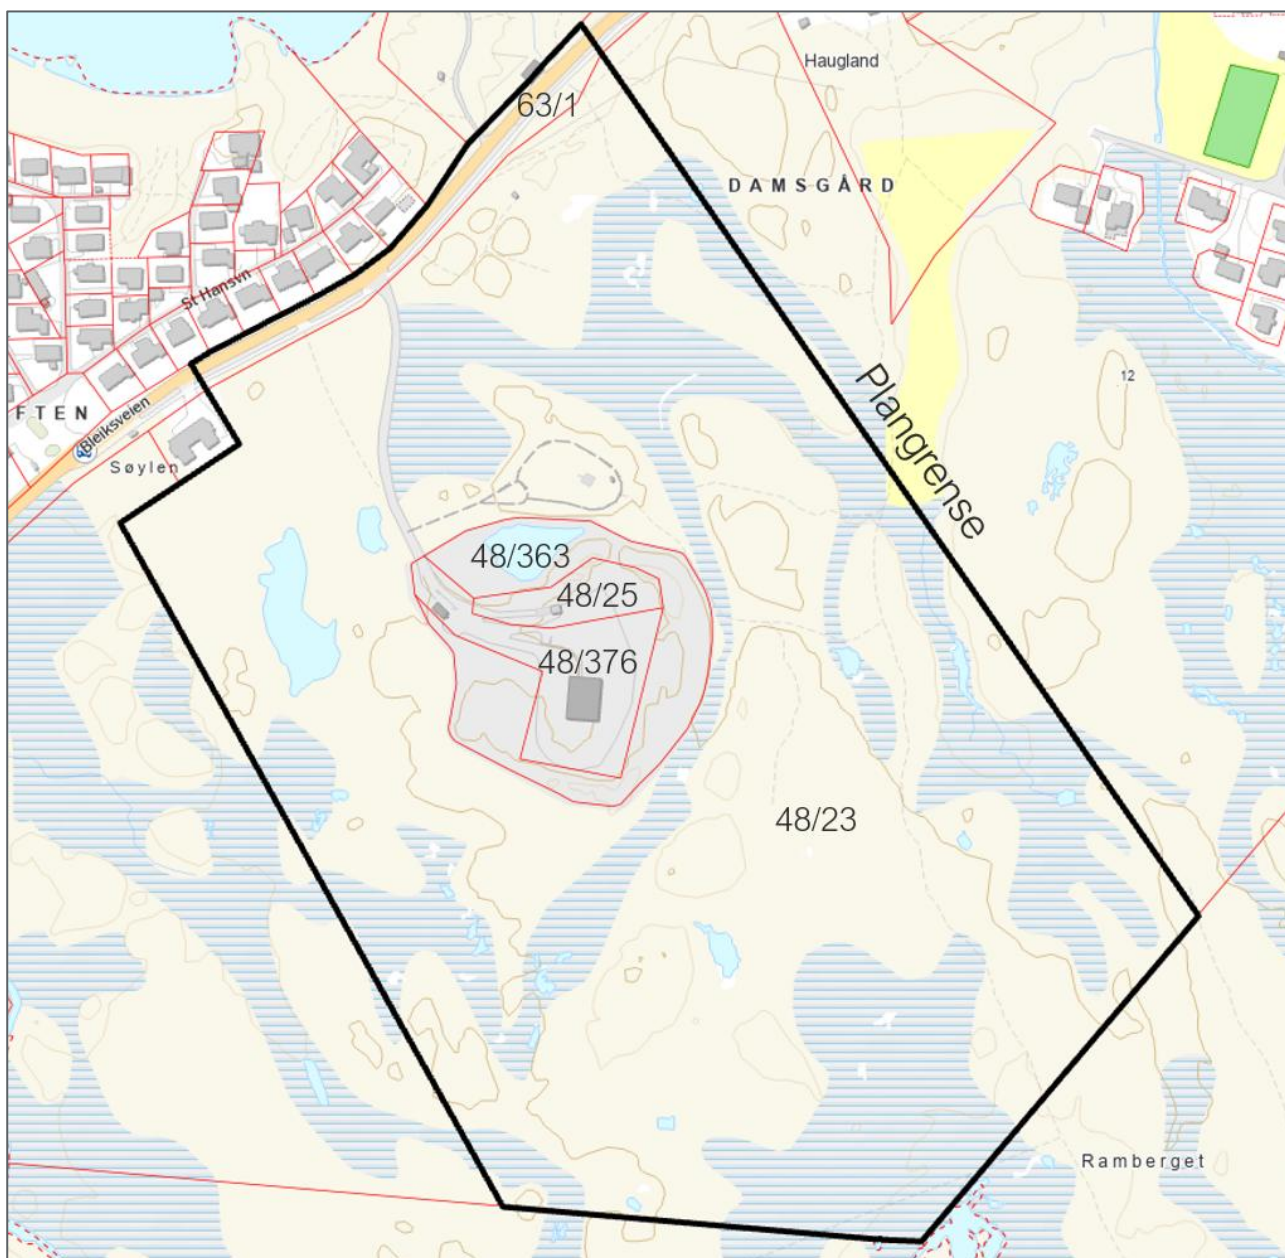 Haugland
63/1
DAMSGÅRD
St Hansvn
Plangrense
12
FTEN
Bleiksveien
Søylen
48/363
48/25
48/376
48/23
Ramberget